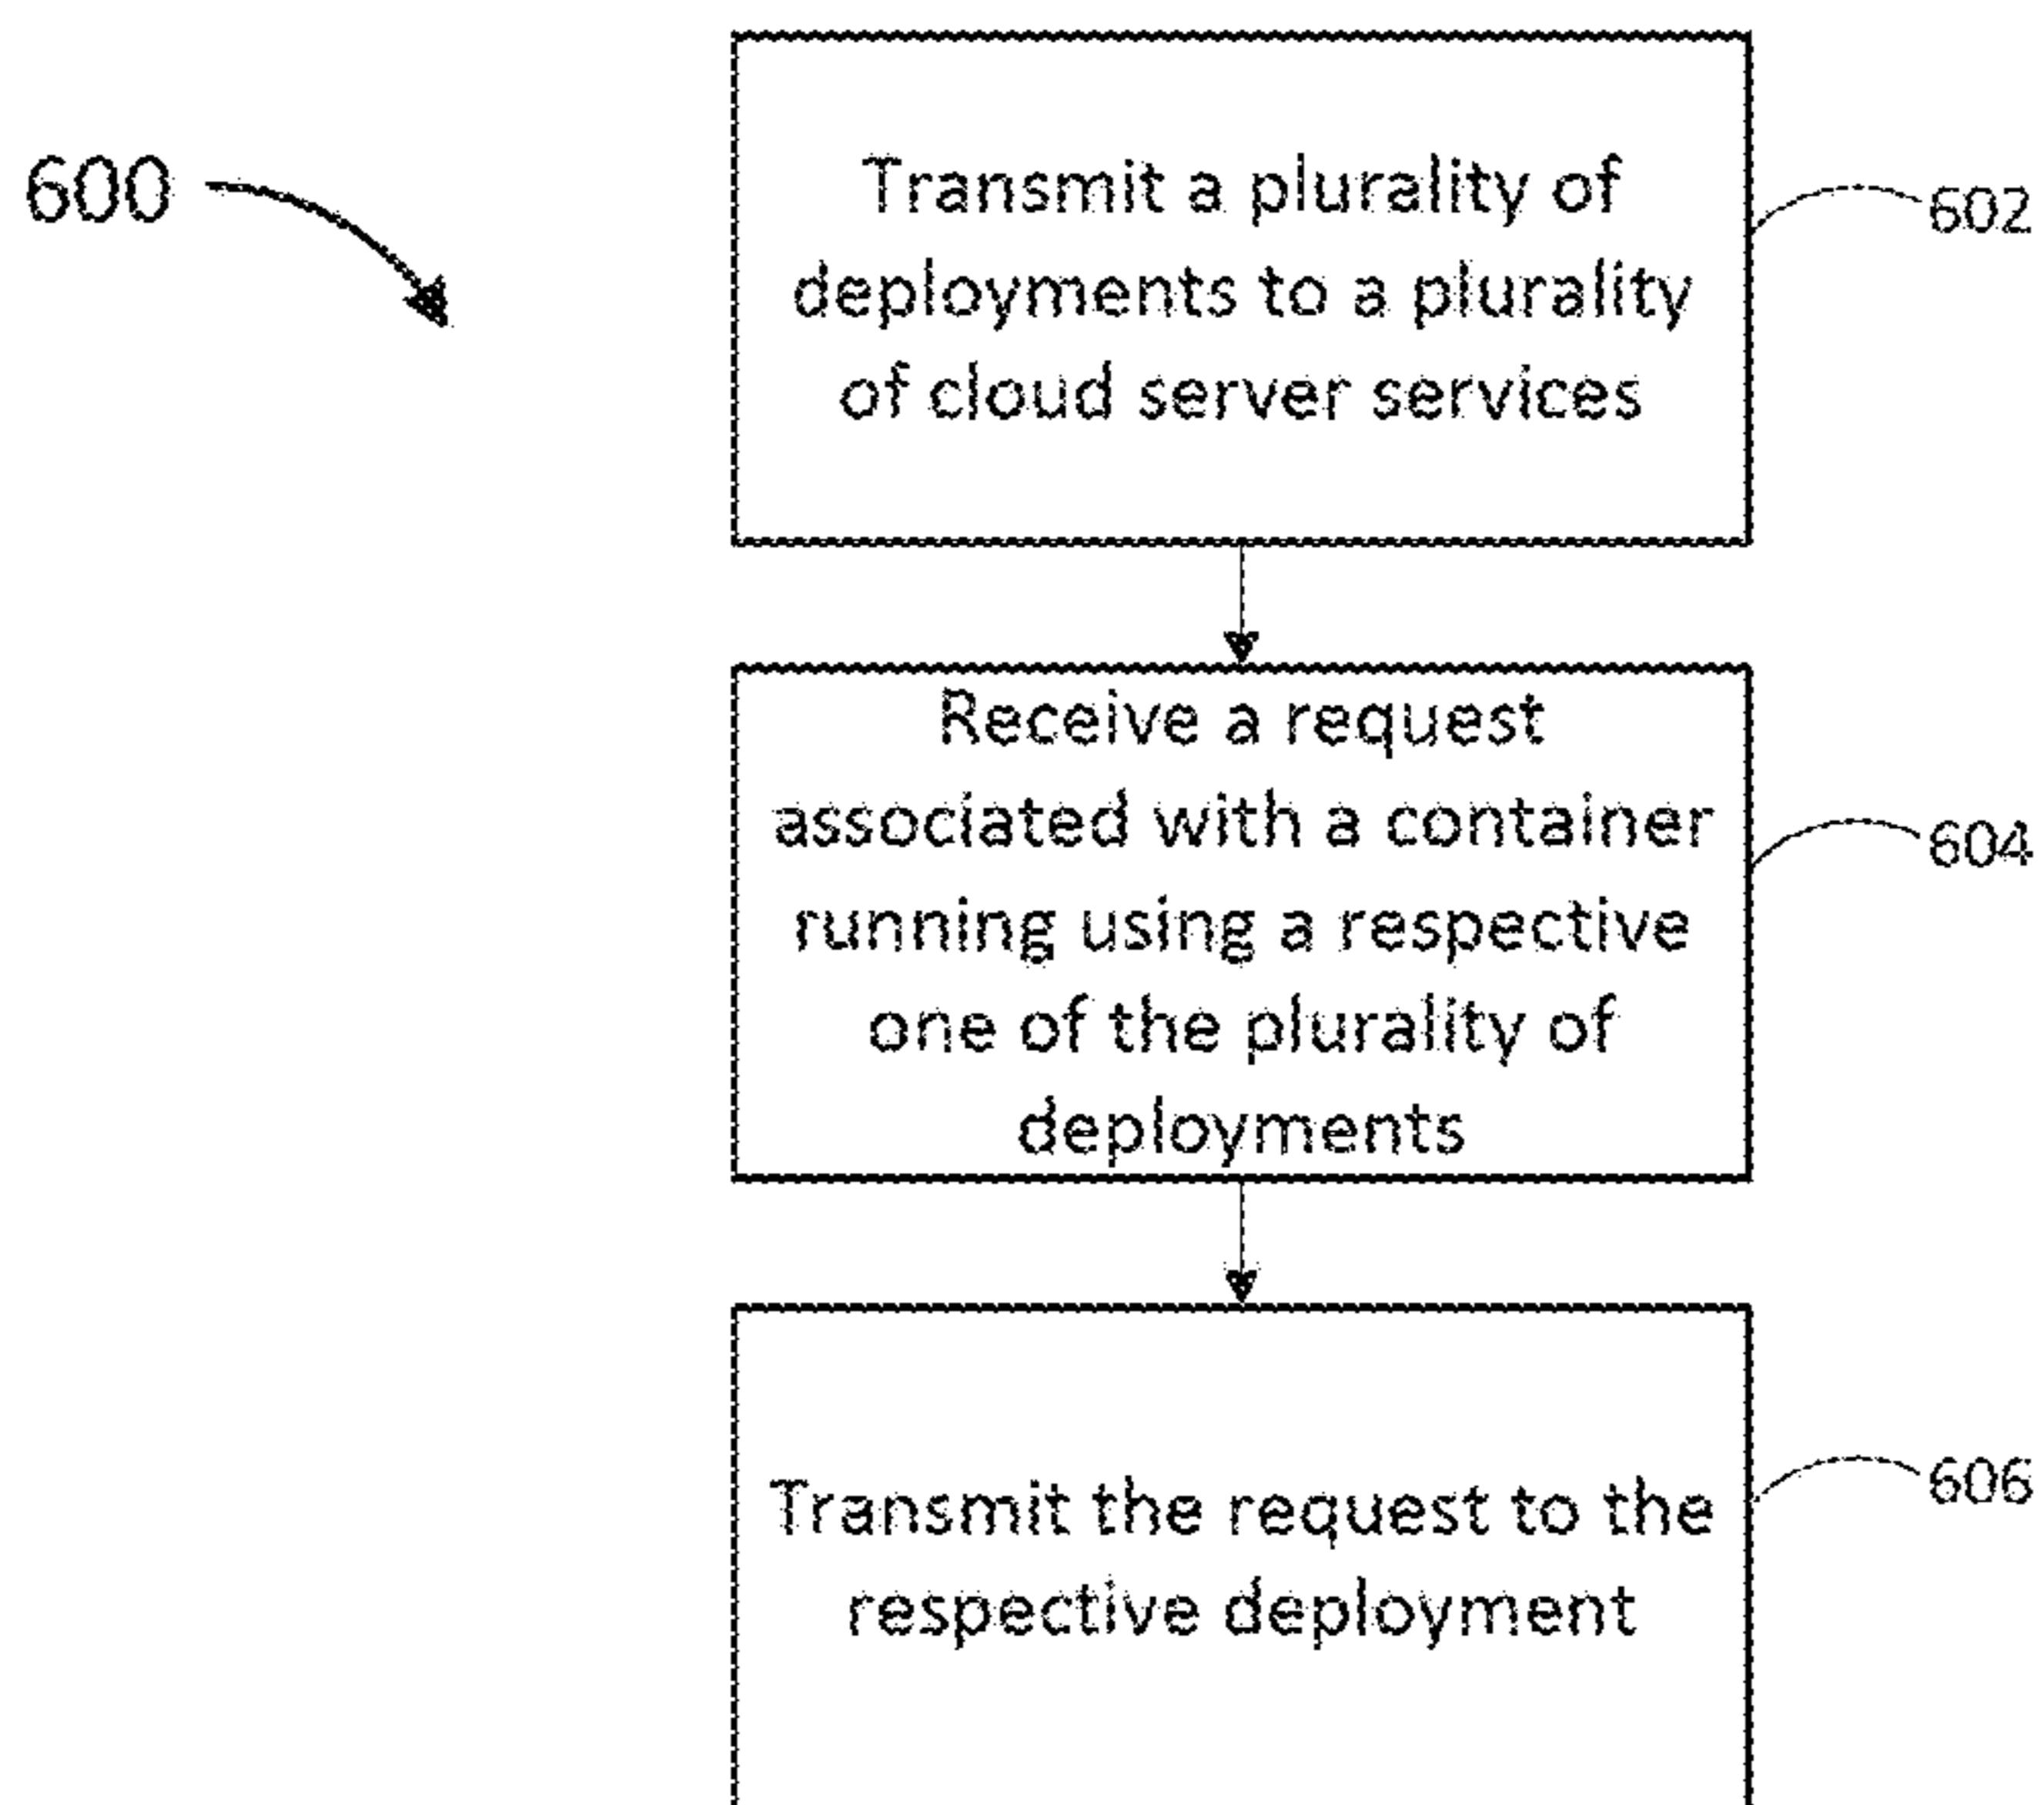 600
Transmit a plurality of
deployments to a plurality
of cloud server services
602
Receive a request
associated with a container
running using a respective
one of the plurality of
deployments
604
Transmit the request to the
respective deployment
606